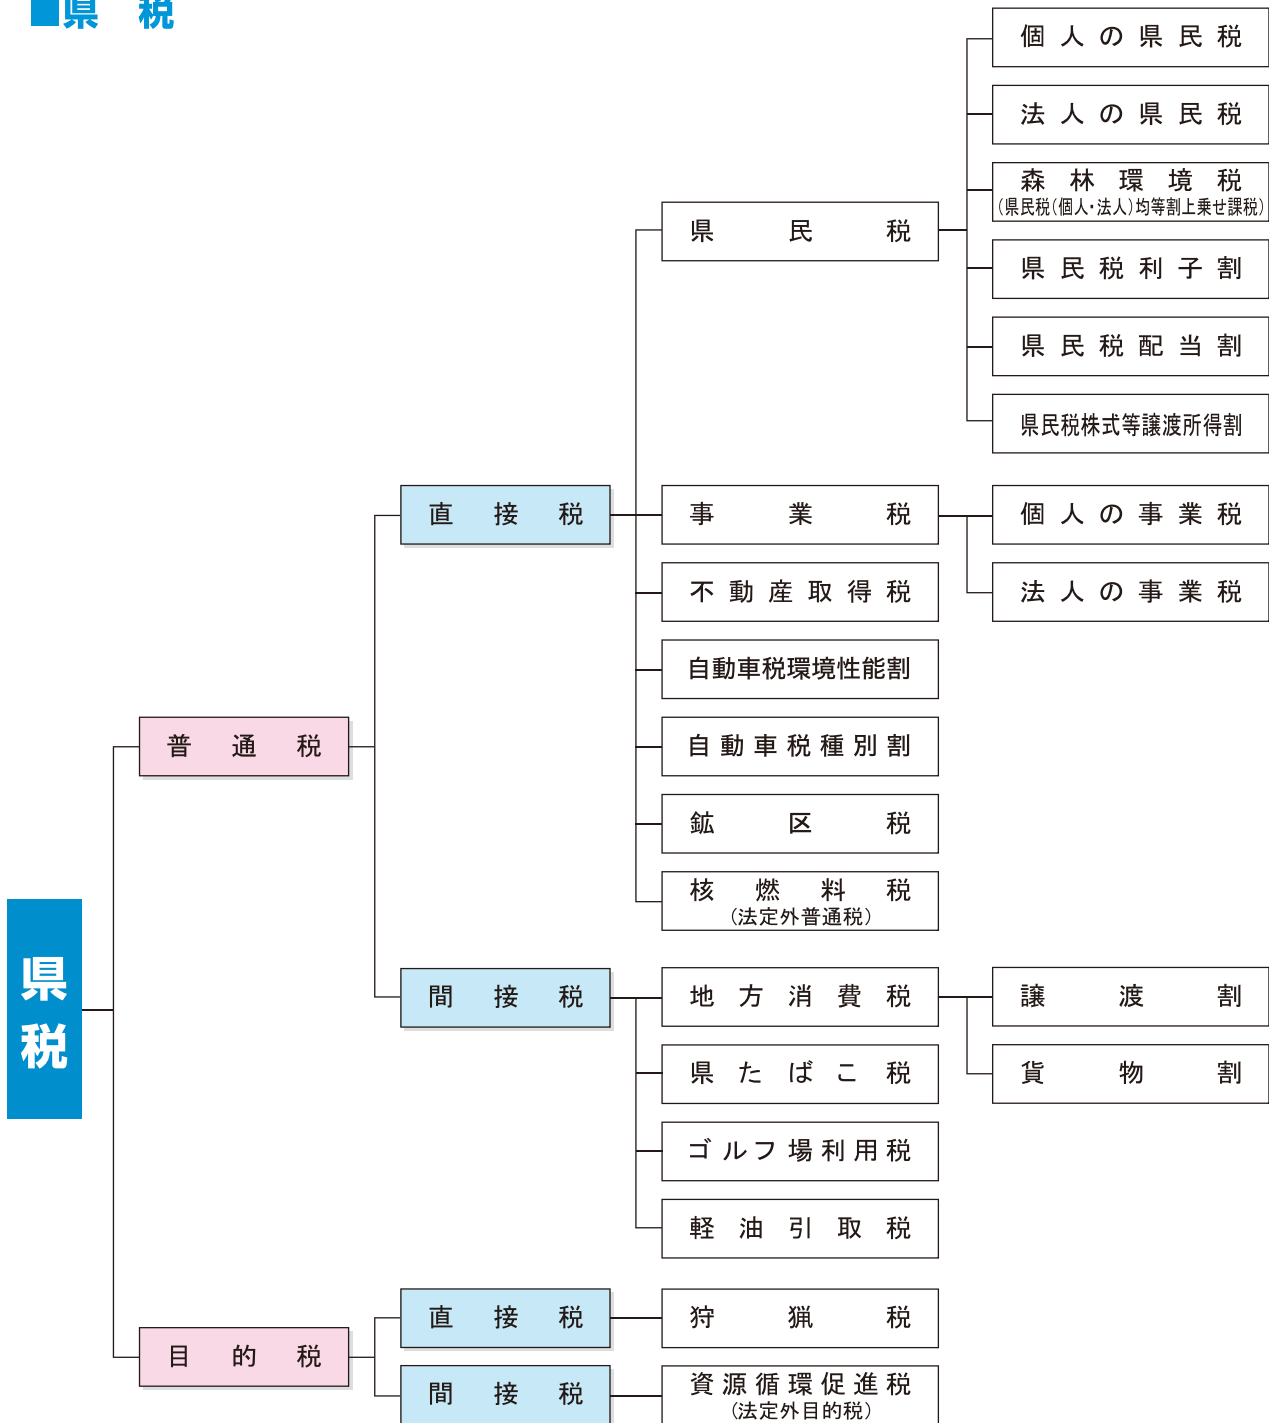 ■県 税
県税
普通税
直接税
県民税
個人の県民税
法人の県民税
森林環境税
(県民税(個人・法人)均等割上乗せ課税)
県民税利子割
県民税配当割
県民税株式等譲渡所得割
事業税
個人の事業税
法人の事業税
不動産取得税
自動車税環境性能割
自動車税種別割
鉱区税
核燃料税
(法定外普通税)
間接税
地方消費税
譲渡割
貨物割
県たばこ税
ゴルフ場利用税
軽油引取税
目的税
直接税
狩猟税
間接税
資源循環促進税
(法定外目的税)